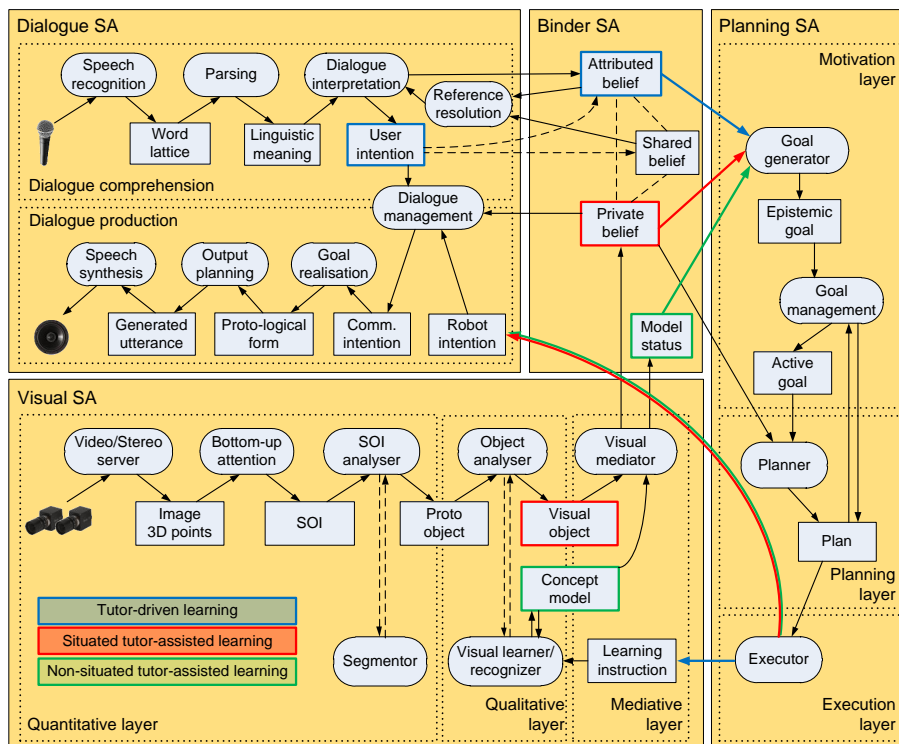 Dialogue SA
Speech
recognition
Parsing
Dialogue
interpretation
Reference
resolution
Word
lattice
Linguistic
meaning
User
intention
Dialogue comprehension
Dialogue
management
Dialogue production
Speech
synthesis
Output
planning
Goal
realisation
Generated
utterance
Proto-logical
form
Comm.
intention
Robot
intention
Binder SA
Attributed
belief
Shared
belief
Private
belief
Model
status
Planning SA
Motivation
layer
Goal
generator
Epistemic
goal
Goal
management
Active
goal
Planner
Plan
Planning
layer
Executor
Execution
layer
Visual SA
Video/Stereo
server
Bottom-up
attention
SOI
analyser
Object
analyser
Visual
mediator
Image
3D points
SOI
Proto
object
Visual
object
Concept
model
Tutor-driven learning
Situated tutor-assisted learning
Non-situated tutor-assisted learning
Segmentor
Visual learner/
recognizer
Learning
instruction
Quantitative layer
Qualitative
layer
Mediative
layer